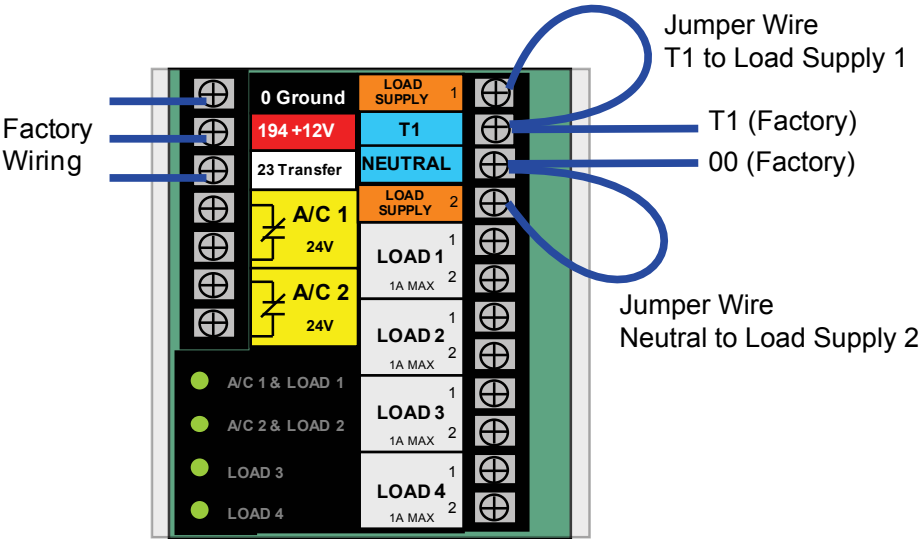 Jumper Wire
T1 to Load Supply 1
T1 (Factory)
00 (Factory)
Jumper Wire
Neutral to Load Supply 2
Factory
Wiring
0 Ground
194 +12V
23 Transfer
A/C 1
24V
A/C 2
24V
LOAD
SUPPLY 1
T1
NEUTRAL
LOAD
SUPPLY 2
1
LOAD 1
1A MAX 2
1
LOAD 2
1A MAX 2
1
LOAD 3
1A MAX 2
1
LOAD 4
1A MAX 2
A/C 1 & LOAD 1
A/C 2 & LOAD 2
LOAD 3
LOAD 4